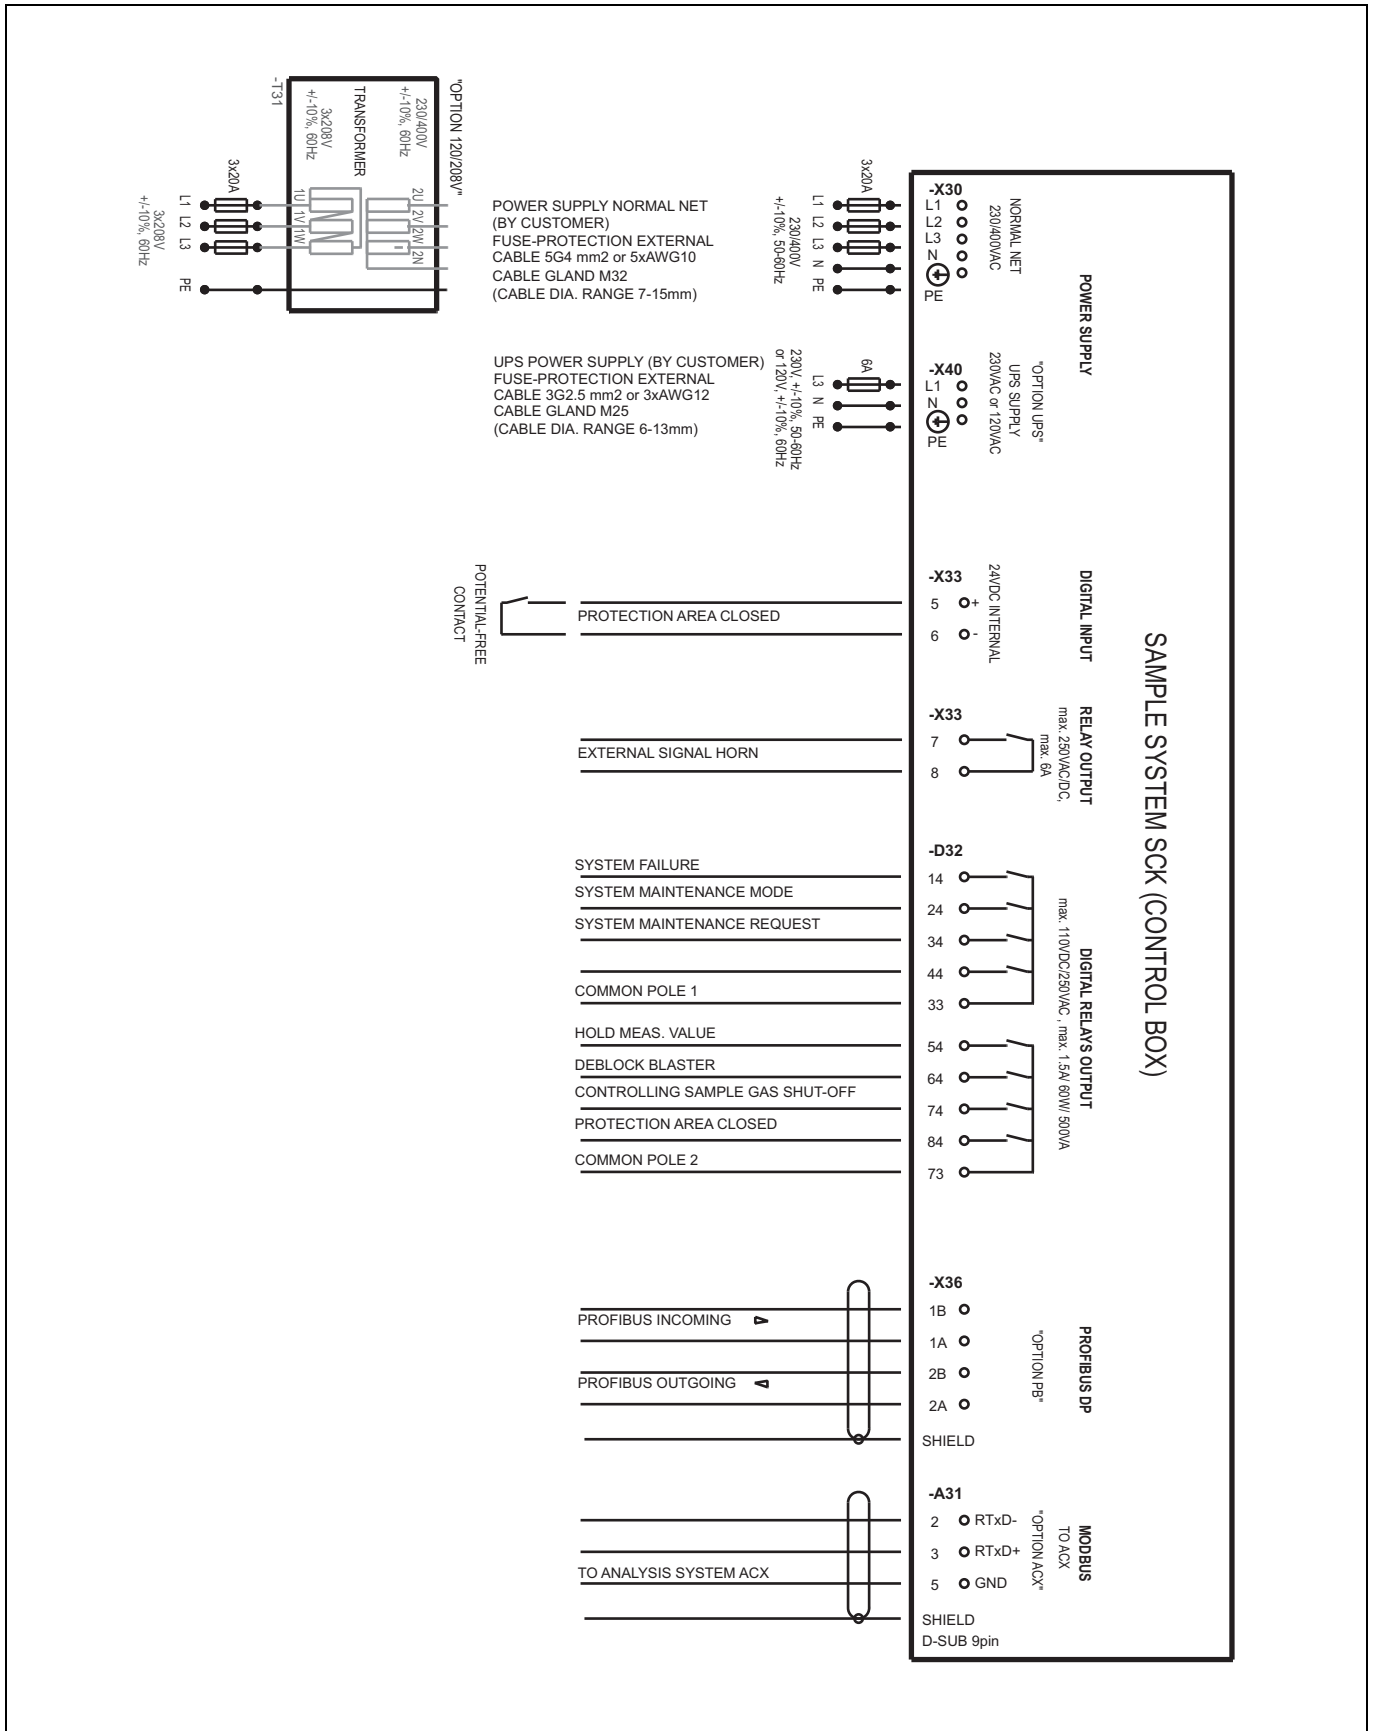 "OPTION 120/208V"
230/400V
+/-10%, 60Hz
TRANSFORMER
3x208V
+/-10%, 60Hz
-T31
2U
2V
2W
2N
1U
1V
1W
3x20A
L1
L2
L3
PE
3x208V
+/-10%, 60Hz
POWER SUPPLY NORMAL NET
(BY CUSTOMER)
FUSE-PROTECTION EXTERNAL
CABLE 5G4 mm2 or 5xAWG10
CABLE GLAND M32
(CABLE DIA. RANGE 7-15mm)
3x20A
L1
L2
L3
N
PE
230/400V
+/-10%, 50-60Hz
-X30
L1
L2
L3
N
PE
NORMAL NET
230/400VAC
POWER SUPPLY
UPS POWER SUPPLY (BY CUSTOMER)
FUSE-PROTECTION EXTERNAL
CABLE 3G2.5 mm2 or 3xAWG12
CABLE GLAND M25
(CABLE DIA. RANGE 6-13mm)
230V, +/-10%, 50-60Hz
or 120V, +/-10%, 60Hz
6A
L3
N
PE
-X40
L1
N
PE
"OPTION UPS"
UPS SUPPLY
230VAC or 120VAC
POTENTIAL-FREE
CONTACT
PROTECTION AREA CLOSED
-X33
5 +
6 -
24VDC INTERNAL
DIGITAL INPUT
SAMPLE SYSTEM SCK (CONTROL BOX)
EXTERNAL SIGNAL HORN
-X33
7
8
RELAY OUTPUT
max. 250VAC/DC,
max. 6A
-D32
SYSTEM FAILURE
14
SYSTEM MAINTENANCE MODE
24
SYSTEM MAINTENANCE REQUEST
34
44
COMMON POLE 1
33
HOLD MEAS. VALUE
54
DEBLOCK BLASTER
64
CONTROLLING SAMPLE GAS SHUT-OFF
74
PROTECTION AREA CLOSED
84
COMMON POLE 2
73
DIGITAL RELAYS OUTPUT
max. 110VDC/250VAC , max. 1.5A/ 60W/ 500VA
-X36
1B
PROFIBUS INCOMING
1A
2B
PROFIBUS OUTGOING
2A
SHIELD
PROFIBUS DP
"OPTION PB"
-A31
2 RTxD-
3 RTxD+
TO ANALYSIS SYSTEM ACX
5 GND
SHIELD
D-SUB 9pin
MODBUS
TO ACX
"OPTION ACX"